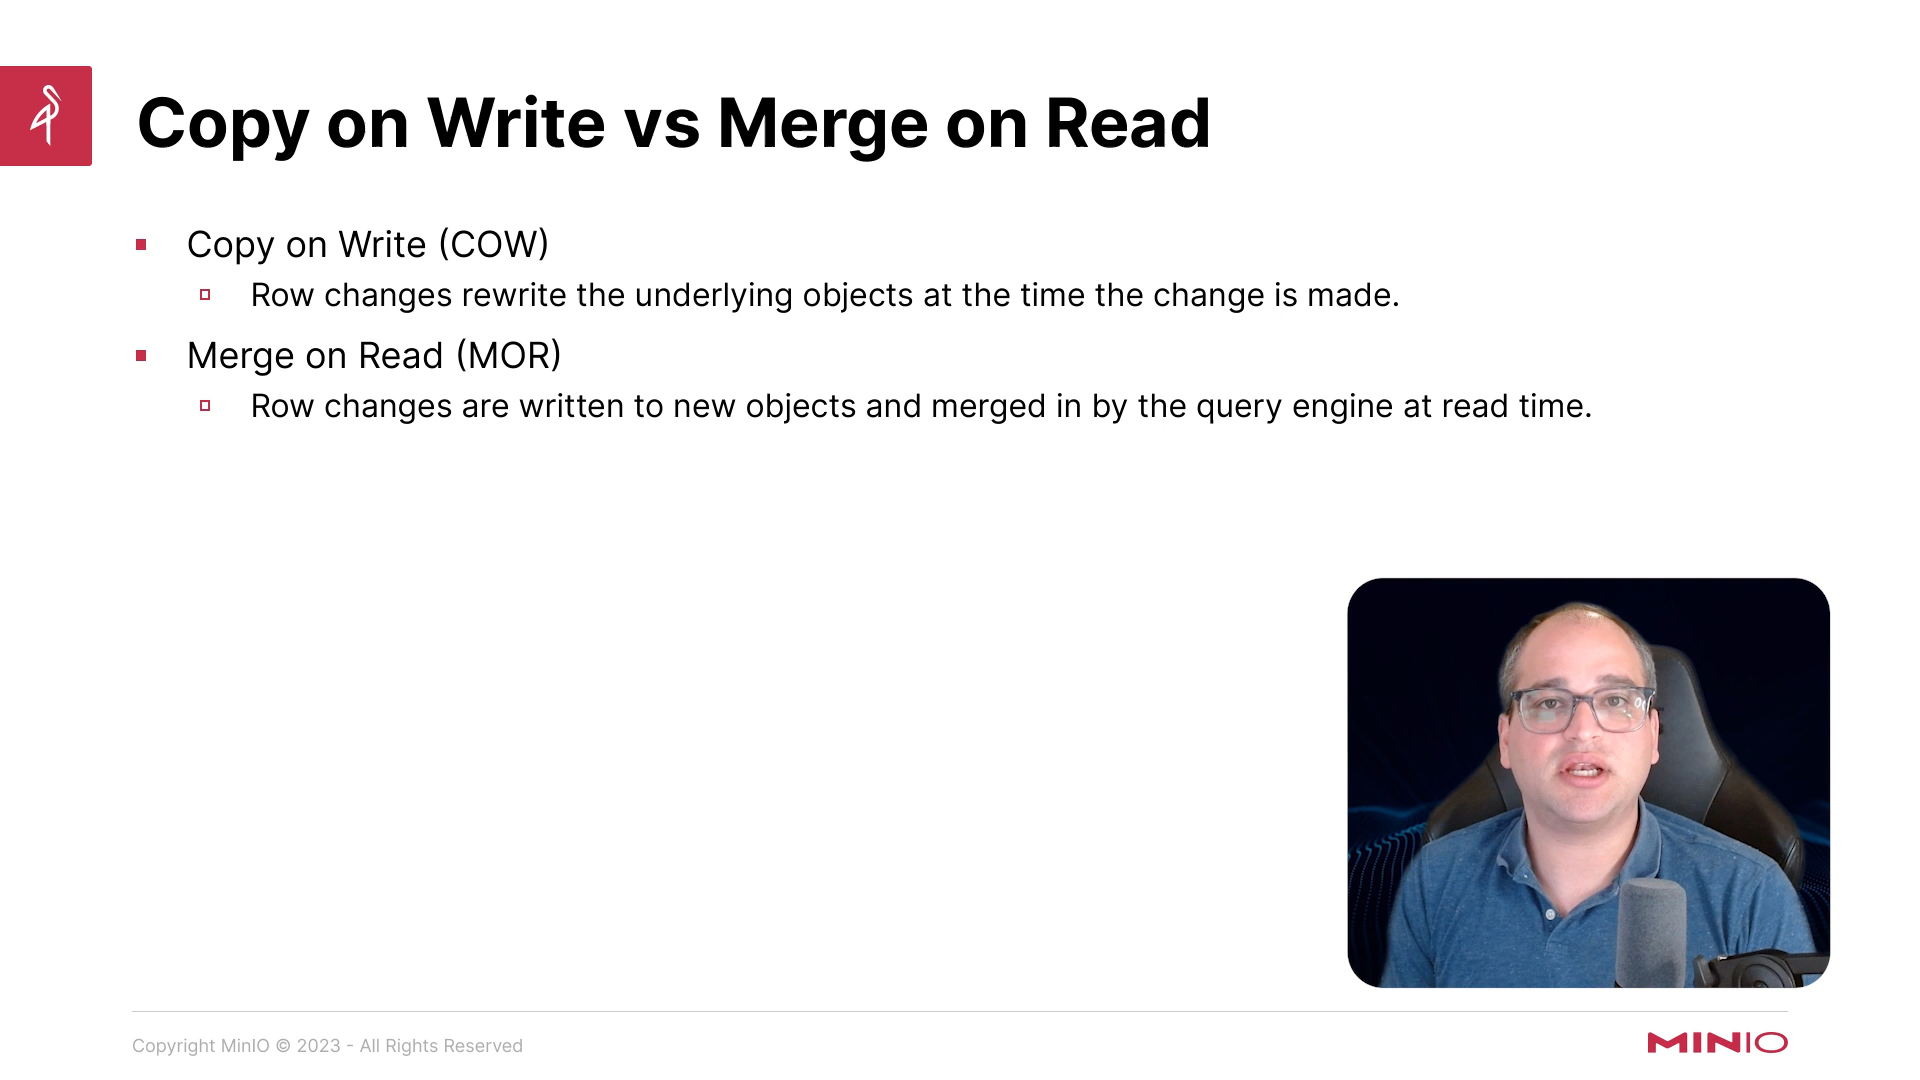 Copy on Write vs Merge on Read
Copy on Write (COW)
Row changes rewrite the underlying objects at the time the change is made.
Merge on Read (MOR)
Row changes are written to new objects and merged in by the query engine at read time.
Copyright MinIO © 2023 - All Rights Reserved
MINIO